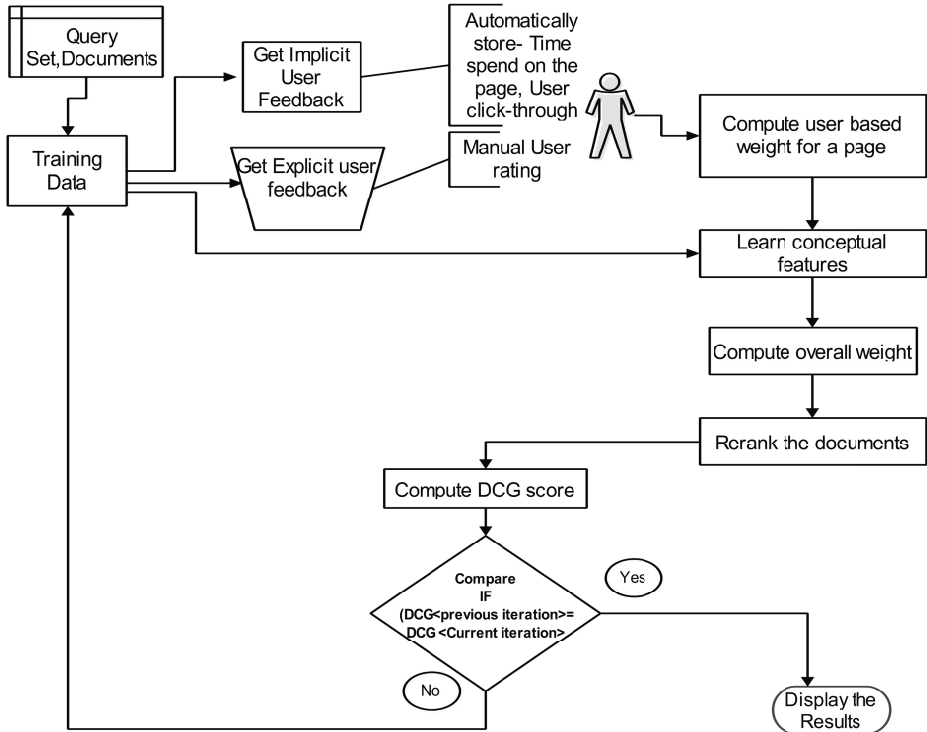 Query
Set,Documents
Training
Data
Get Implicit
User
Feedback
Automatically
store- Time
spend on the
page, User
click-through
Get Explicit user
feedback
Manual User
rating
Compute user based
weight for a page
Learn conceptual
features
Compute overall weight
Rerank the documents
Compute DCG score
Compare
IF
(DCG<previous iteration>=
DCG <Current iteration>
Yes
No
Display the
Results